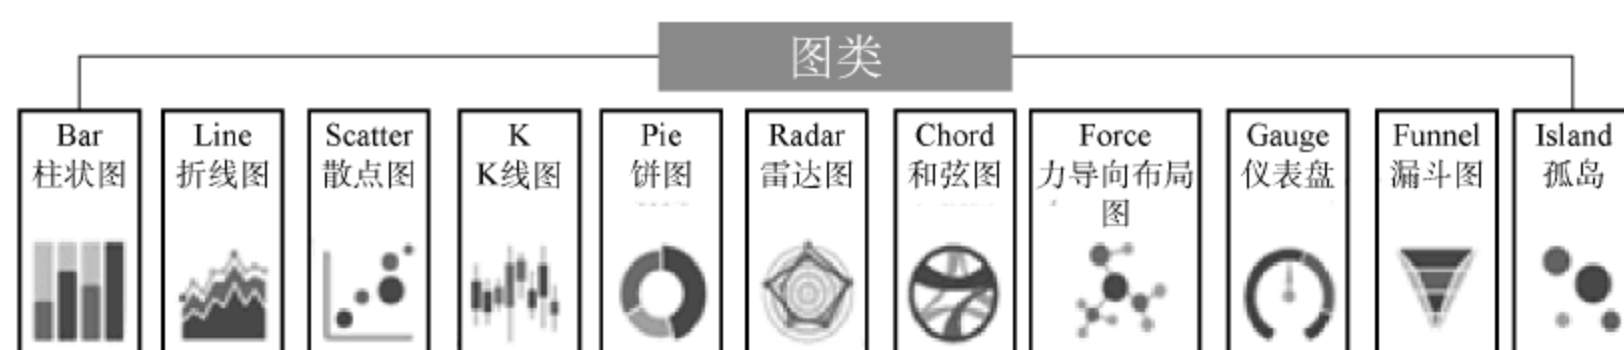 图类
Bar
柱状图
Line
折线图
Scatter
散点图
K
K线图
Pie
饼图
Radar
雷达图
Chord
和弦图
Force
力导向布局
图
Gauge
仪表盘
Funnel
漏斗图
Island
孤岛